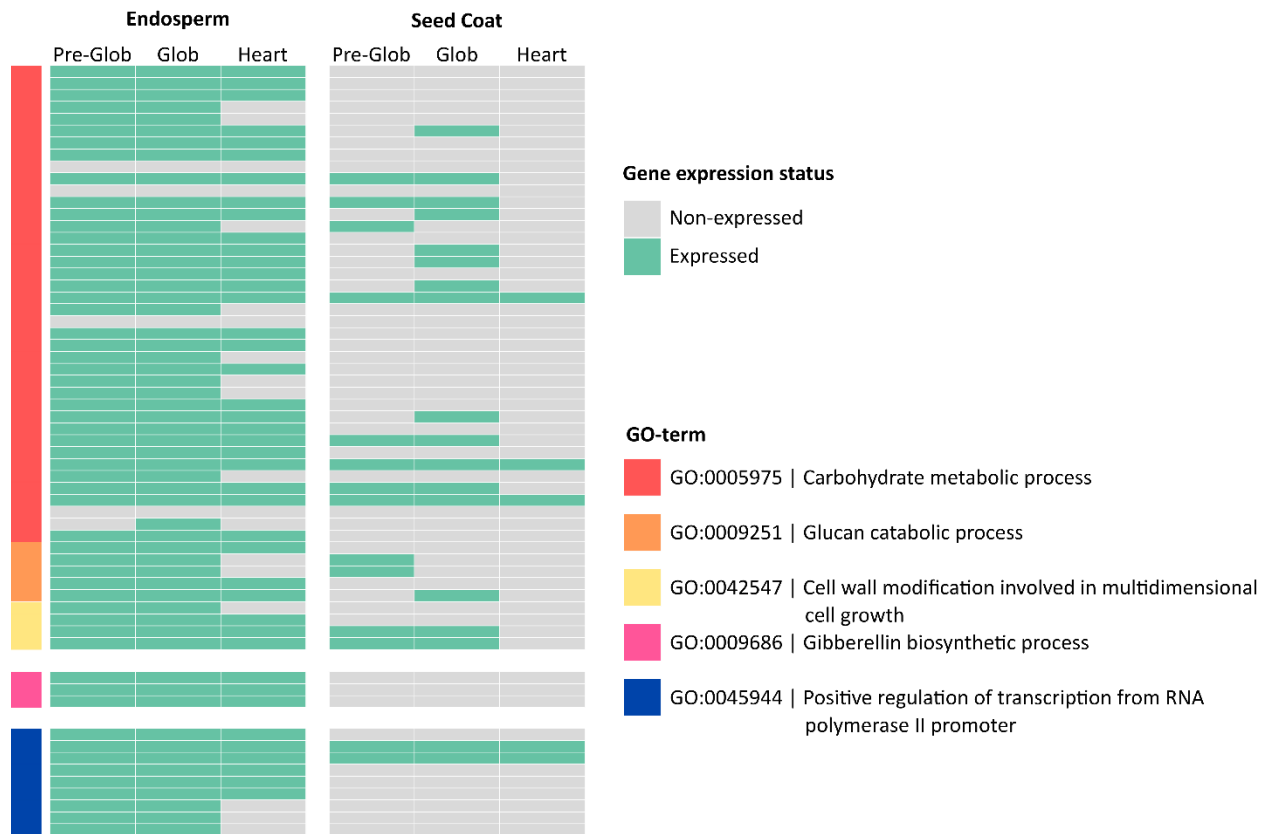 Endosperm Seed Coat
Pre-Glob Glob Heart Pre-Glob Glob Heart
Gene expression status
Non-expressed
Expressed
GO-term
GO:0005975 | Carbohydrate metabolic process
GO:0009251 | Glucan catabolic process
GO:0042547 | Cell wall modification involved in multidimensional
cell growth
GO:0009686 | Gibberellin biosynthetic process
GO:0045944 | Positive regulation of transcription from RNA
polymerase II promoter